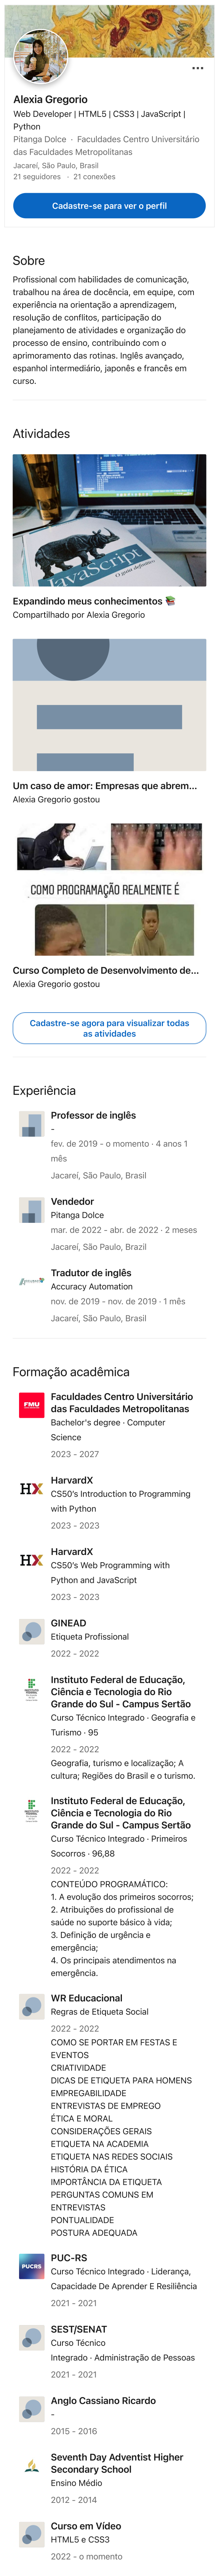 Alexia Gregorio
Web Developer | HTML5 | CSS3 | JavaScript |
Python
Pitanga Dolce · Faculdades Centro Universitário
das Faculdades Metropolitanas
Jacareí, São Paulo, Brasil
21 seguidores · 21 conexões
Cadastre-se para ver o perfil
Sobre
Profissional com habilidades de comunicação,
trabalhou na área de docência, em equipe, com
experiência na orientação a aprendizagem,
resolução de conflitos, participação do
planejamento de atividades e organização do
processo de ensino, contribuindo com o
aprimoramento das rotinas. Inglês avançado,
espanhol intermediário, japonês e francês em
curso.
Atividades
JavaScript
O guia definitivo
Expandindo meus conhecimentos 📚
Compartilhado por Alexia Gregorio
Um caso de amor: Empresas que abrem...
Alexia Gregorio gostou
COMO PROGRAMAÇÃO REALMENTE É
Curso Completo de Desenvolvimento de...
Alexia Gregorio gostou
Cadastre-se agora para visualizar todas
as atividades
Experiência
Professor de inglês
-
fev. de 2019 - o momento · 4 anos 1
mês
Jacareí, São Paulo, Brasil
Vendedor
Pitanga Dolce
mar. de 2022 - abr. de 2022 · 2 meses
Jacareí, São Paulo, Brazil
Tradutor de inglês
Accuracy Automation
nov. de 2019 - nov. de 2019 · 1 mês
Jacareí, São Paulo, Brasil
Formação acadêmica
FMU
Faculdades Centro Universitário
das Faculdades Metropolitanas
Bachelor's degree · Computer
Science
2023 - 2027
HX
HarvardX
CS50's Introduction to Programming
with Python
2023 - 2023
HX
HarvardX
CS50's Web Programming with
Python and JavaScript
2023 - 2023
GINEAD
Etiqueta Profissional
2022 - 2022
Instituto Federal de Educação,
Ciência e Tecnologia do Rio
Grande do Sul - Campus Sertão
Curso Técnico Integrado · Geografia e
Turismo · 95
2022 - 2022
Geografia, turismo e localização; A
cultura; Regiões do Brasil e o turismo.
Instituto Federal de Educação,
Ciência e Tecnologia do Rio
Grande do Sul - Campus Sertão
Curso Técnico Integrado · Primeiros
Socorros · 96,88
2022 - 2022
CONTEÚDO PROGRAMÁTICO:
1. A evolução dos primeiros socorros;
2. Atribuições do profissional de
saúde no suporte básico à vida;
3. Definição de urgência e
emergência;
4. Os principais atendimentos na
emergência.
WR Educacional
Regras de Etiqueta Social
2022 - 2022
COMO SE PORTAR EM FESTAS E
EVENTOS
CRIATIVIDADE
DICAS DE ETIQUETA PARA HOMENS
EMPREGABILIDADE
ENTREVISTAS DE EMPREGO
ÉTICA E MORAL
CONSIDERAÇÕES GERAIS
ETIQUETA NA ACADEMIA
ETIQUETA NAS REDES SOCIAIS
HISTÓRIA DA ÉTICA
IMPORTÂNCIA DA ETIQUETA
PERGUNTAS COMUNS EM
ENTREVISTAS
PONTUALIDADE
POSTURA ADEQUADA
PUCRS
PUC-RS
Curso Técnico Integrado · Liderança,
Capacidade De Aprender E Resiliência
2021 - 2021
SEST/SENAT
Curso Técnico
Integrado · Administração de Pessoas
2021 - 2021
Anglo Cassiano Ricardo
-
2015 - 2016
Seventh Day Adventist Higher
Secondary School
Ensino Médio
2012 - 2014
Curso em Vídeo
HTML5 e CSS3
2022 - o momento